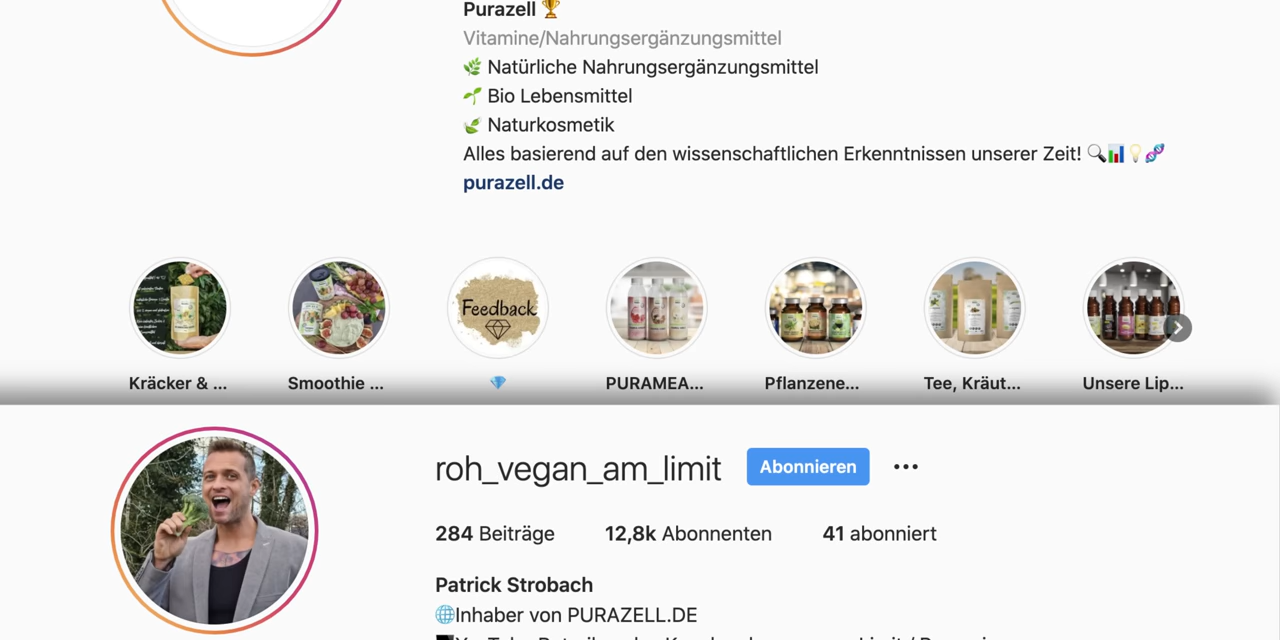 Purazell 🏆
Vitamine/Nahrungsergänzungsmittel
🌿 Natürliche Nahrungsergänzungsmittel
🌱 Bio Lebensmittel
🍃 Naturkosmetik
Alles basierend auf den wissenschaftlichen Erkenntnissen unserer Zeit! 🔍📊💡🧬
purazell.de
Feedback
Kräcker & ...
Smoothie ...
💎
PURAMEA...
Pflanzene...
Tee, Kräut...
Unsere Lip...
roh_vegan_am_limit
Abonnieren
284 Beiträge 12,8k Abonnenten 41 abonniert
Patrick Strobach
🌐Inhaber von PURAZELL.DE